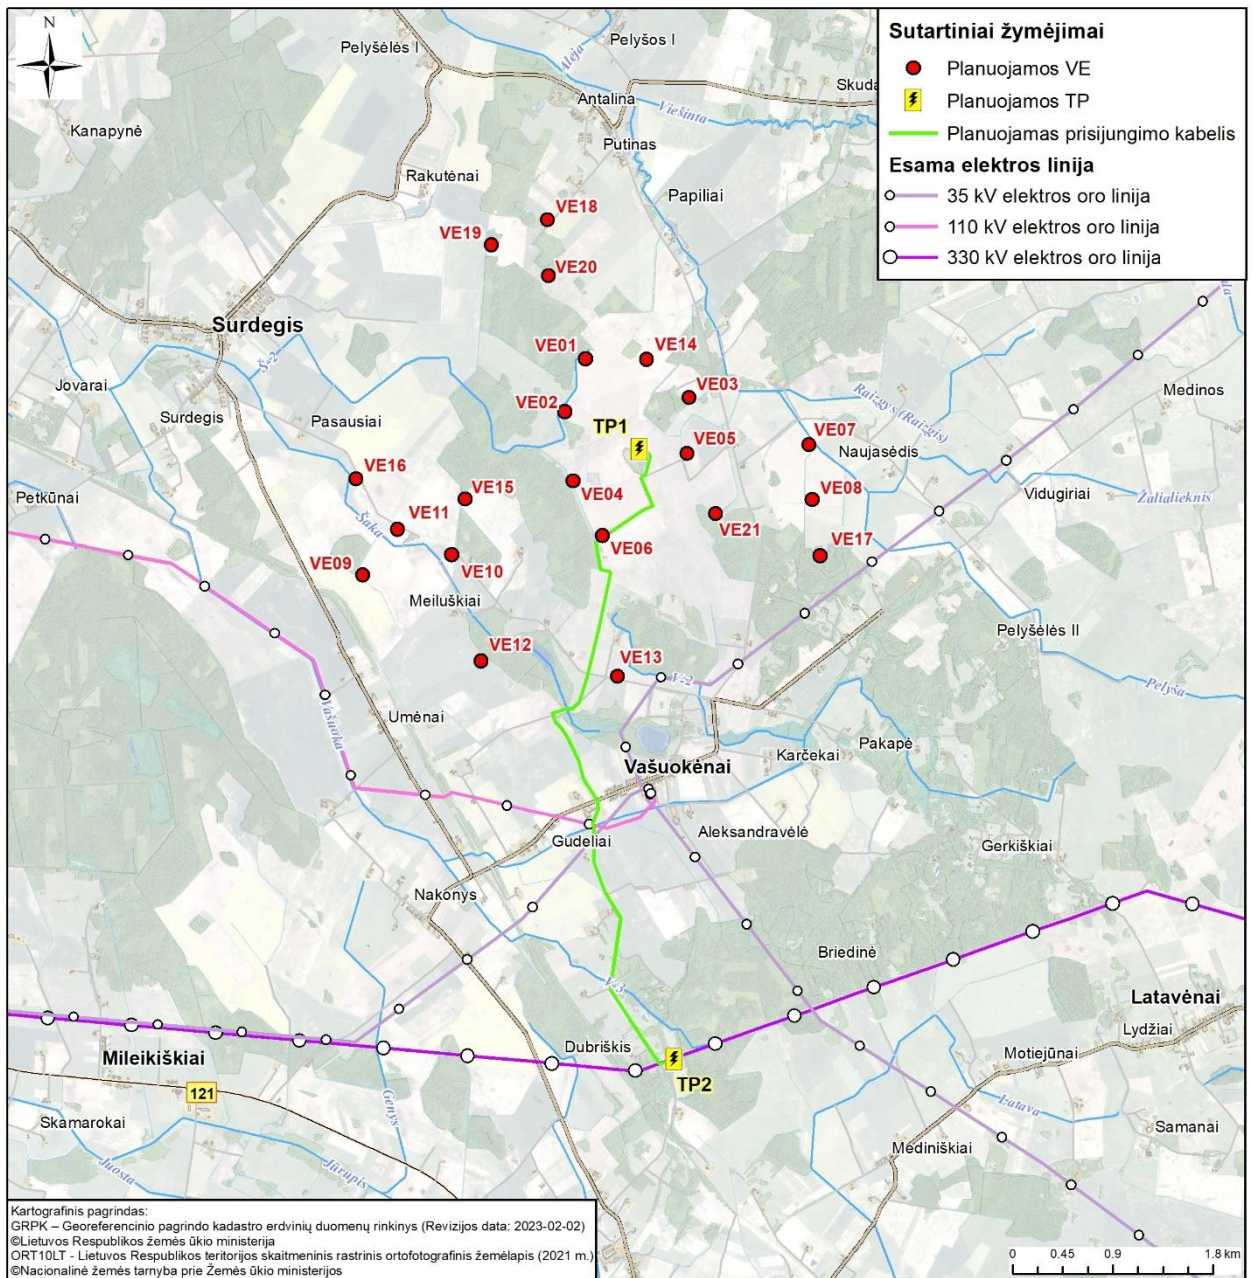 N
Pelyšėlės I
Aleja
Pelyšos I
Skuda
Antalina
Viešinta
Kanapynė
Putinas
Rakutėnai
Papiliai
Sutartiniai žymėjimai
Planuojamos VE
Planuojamos TP
Planuojamas prisijungimo kabelis
Esama elektros linija
35 kV elektros oro linija
110 kV elektros oro linija
330 kV elektros oro linija
VE18
VE19
VE20
Surdegis
Š-2
VE01
VE14
VE03
Jovarai
Surdegis
Pasausiai
VE02
TP1
VE05
VE07
Raizgys (Raizgis)
Medinos
Naujasėdis
VE16
VE15
VE04
VE08
Vidugiriai
Žalialieknis
Petkūnai
Šaka
VE11
VE21
VE06
VE17
VE10
VE09
Meiluškiai
VE12
VE13
V-2
Pelyšėlės II
Pelyša
Vašuoka
Umėnai
Vašuokėnai
Karčekai
Pakapė
Gudeliai
Aleksandravėlė
Gerkiškiai
Nakonys
Briedinė
V-3
Latavėnai
Lydžiai
Mileikiškiai
Dubriškis
TP2
Motiejūnai
121
Genys
Latava
Skamarokai
Samanai
Mediniškiai
Juosta
Jūrupis
Kartografinis pagrindas:
GRPK – Georeferencinio pagrindo kadastro erdvinių duomenų rinkinys (Revizijos data: 2023-02-02)
©Lietuvos Respublikos žemės ūkio ministerija
ORT10LT - Lietuvos Respublikos teritorijos skaitmeninis rastrinis ortofotografinis žemėlapis (2021 m.)
©Nacionalinė žemės tarnyba prie Žemės ūkio ministerijos
0 0.45 0.9 1.8 km